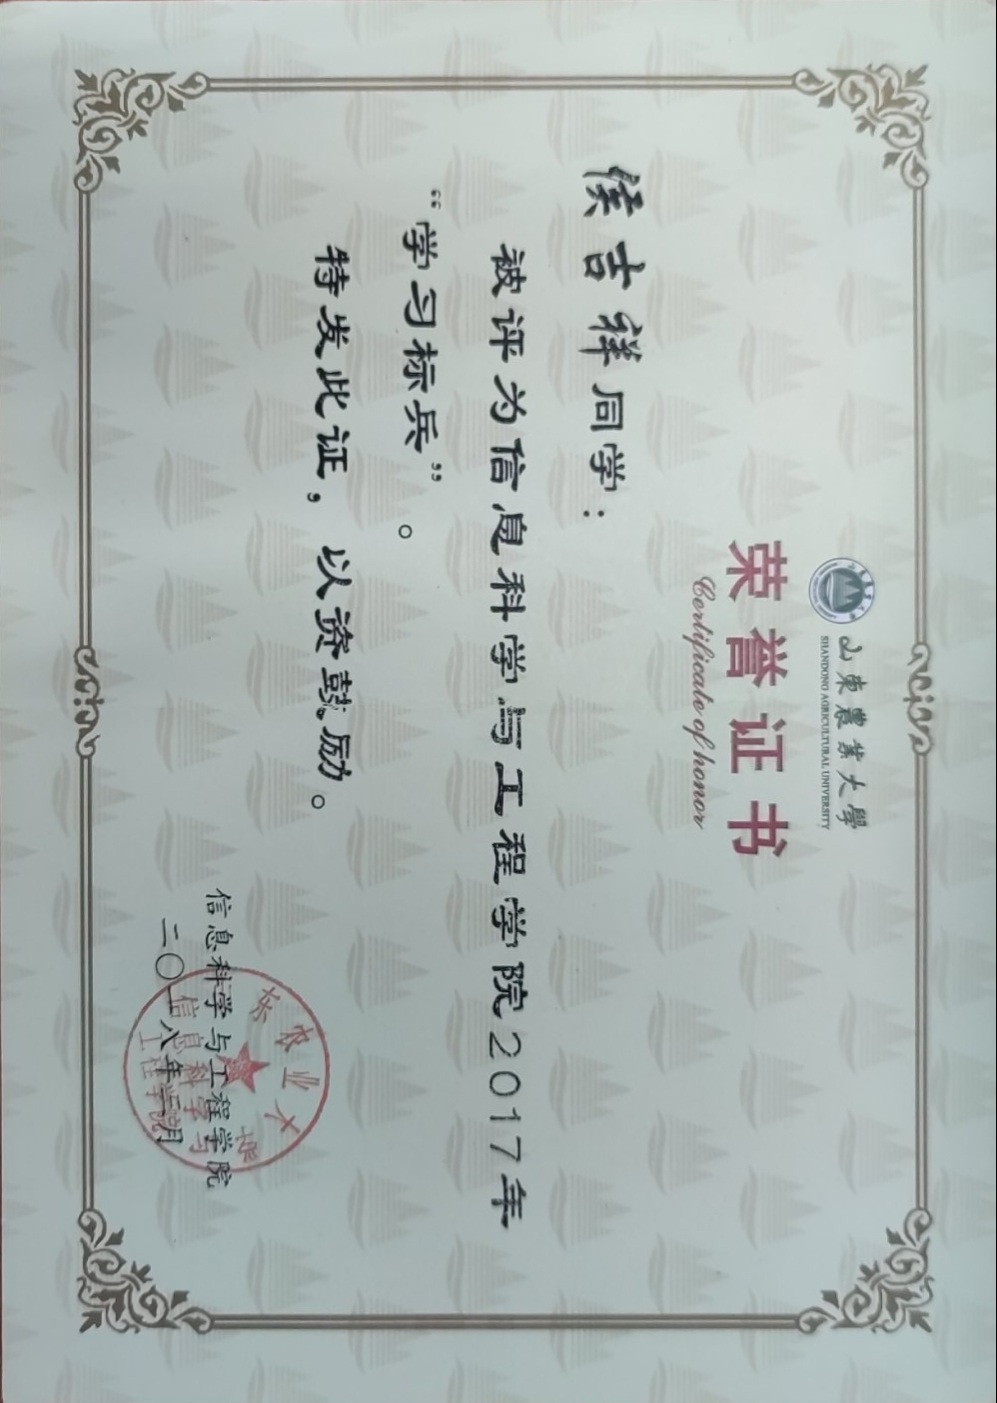 山東農業大學
SHANDONG AGRICULTURAL UNIVERSITY
荣誉证书
Certificate of honor
侯吉祥同学：
被评为信息科学与工程学院2017年
“学习标兵”。
特发此证，以资鼓励。
信息科学与工程学院
二〇一八年三月
东农业大学
信息科学与
工程学院